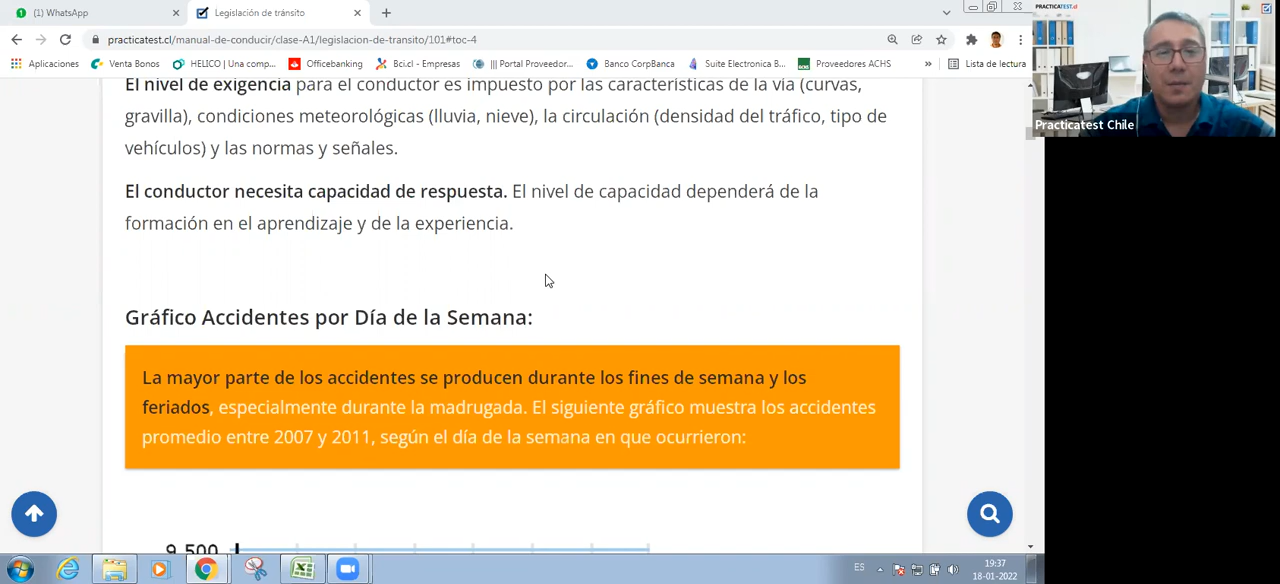 (1) WhatsApp
Legislación de tránsito
practicatest.cl/manual-de-conducir/clase-A1/legislacion-de-transito/101#toc-4
Aplicaciones
Venta Bonos
HELICO | Una comp...
Officebanking
Bci.cl - Empresas
||| Portal Proveedor...
Banco CorpBanca
Suite Electronica B...
Proveedores ACHS
»
Lista de lectura
PRACTICATEST.cl
Practicatest Chile
El nivel de exigencia para el conductor es impuesto por las características de la vía (curvas,
gravilla), condiciones meteorológicas (lluvia, nieve), la circulación (densidad del tráfico, tipo de
vehículos) y las normas y señales.
El conductor necesita capacidad de respuesta. El nivel de capacidad dependerá de la
formación en el aprendizaje y de la experiencia.
Gráfico Accidentes por Día de la Semana:
La mayor parte de los accidentes se producen durante los fines de semana y los
feriados, especialmente durante la madrugada. El siguiente gráfico muestra los accidentes
promedio entre 2007 y 2011, según el día de la semana en que ocurrieron:
9.500
ES
19:37
18-01-2022